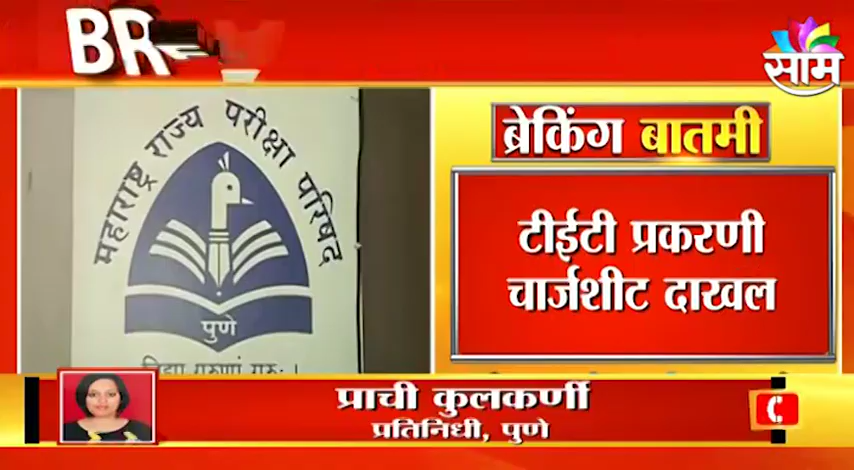 BR
साम
महाराष्ट्र राज्य परीक्षा परिषद
पुणे
ब्रेकिंग बातमी
टीईटी प्रकरणी
चार्जशीट दाखल
प्राची कुलकर्णी
प्रतिनिधी, पुणे